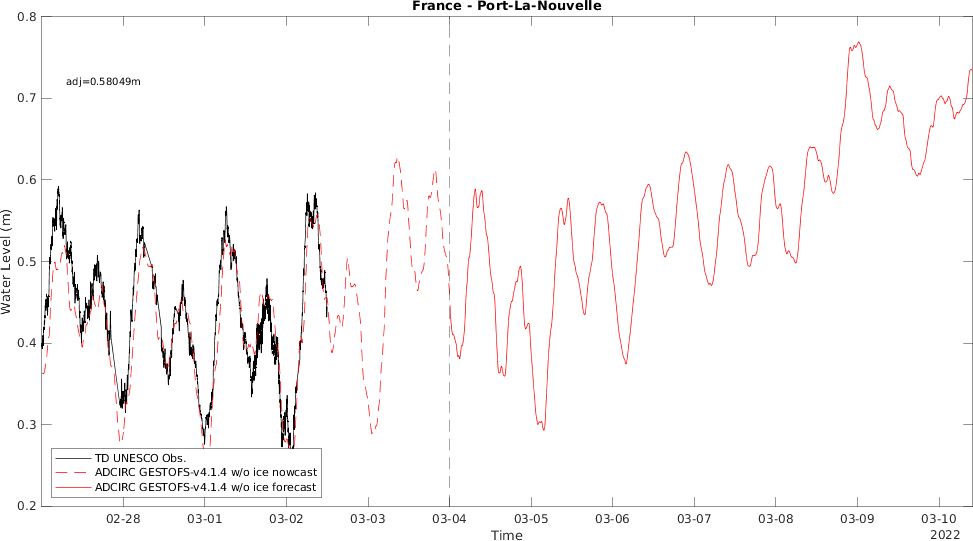 France - Port-La-Nouvelle
0.8
0.7
0.6
0.5
0.4
0.3
0.2
Water Level (m)
adj=0.58049m
TD UNESCO Obs.
ADCIRC GESTOFS-v4.1.4 w/o ice nowcast
ADCIRC GESTOFS-v4.1.4 w/o ice forecast
02-28 03-01 03-02 03-03 03-04 03-05 03-06 03-07 03-08 03-09 03-10
2022
Time